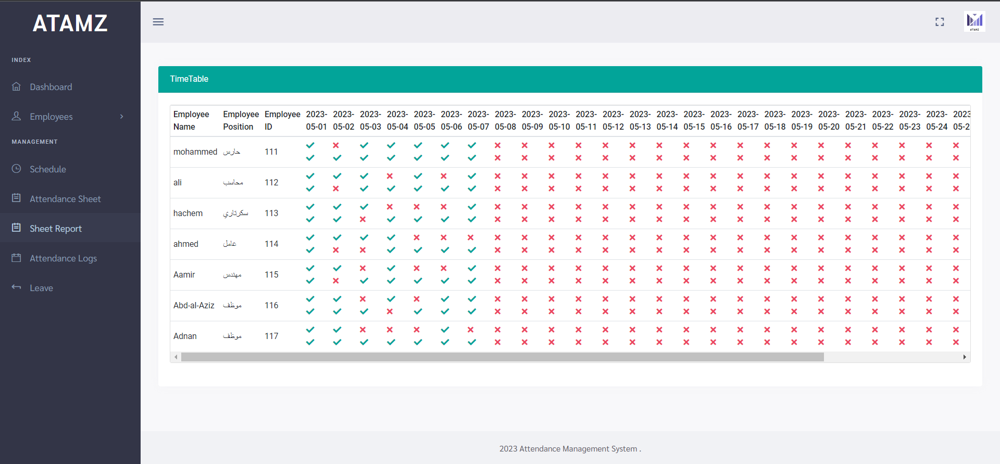 ATAMZ
ATAMZ
INDEX
Dashboard
Employees
MANAGEMENT
Schedule
Attendance Sheet
Sheet Report
Attendance Logs
Leave
TimeTable
Employee Name Employee Position Employee ID 2023-05-01 2023-05-02 2023-05-03 2023-05-04 2023-05-05 2023-05-06 2023-05-07 2023-05-08 2023-05-09 2023-05-10 2023-05-11 2023-05-12 2023-05-13 2023-05-14 2023-05-15 2023-05-16 2023-05-17 2023-05-18 2023-05-19 2023-05-20 2023-05-21 2023-05-22 2023-05-23 2023-05-24 2023 05-2
mohammed حارس 111
ali محاسب 112
hachem سكرتاري 113
ahmed عامل 114
Aamir مهندس 115
Abd-al-Aziz موظف 116
Adnan موظف 117
2023 Attendance Management System .